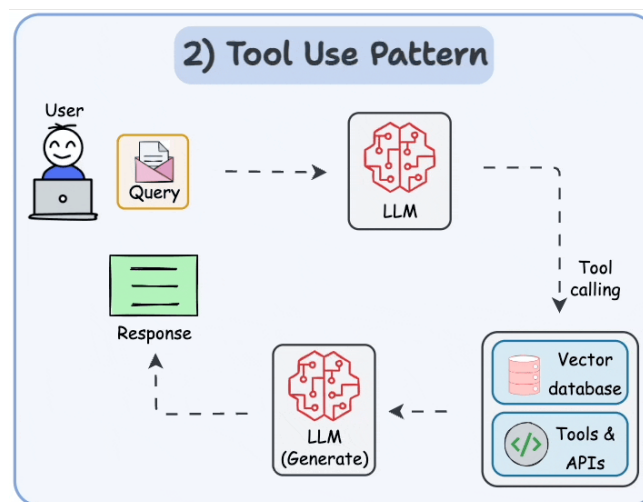 2) Tool Use Pattern
User
Query
LLM
Tool
calling
Response
Vector
database
LLM
(Generate)
Tools &
APIs